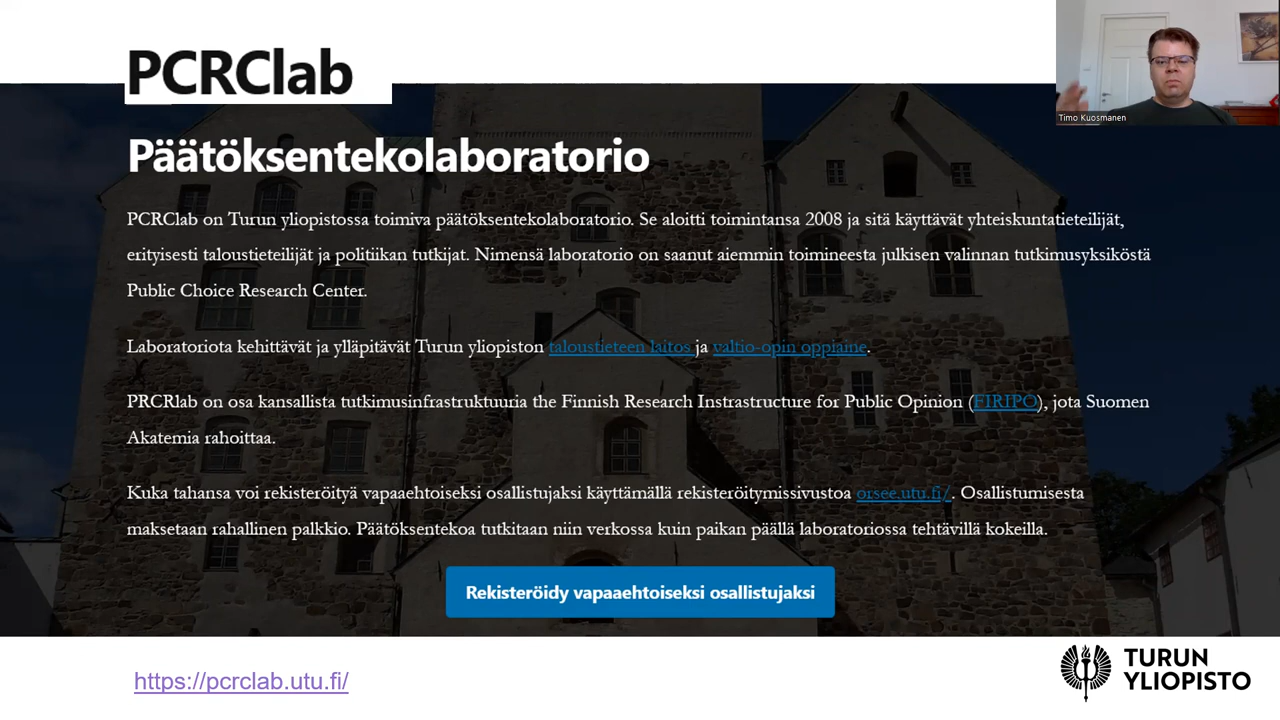 PCRClab
Timo Kuosmanen
Päätöksentekolaboratorio
PCRClab on Turun yliopistossa toimiva päätöksentekolaboratorio. Se aloitti toimintansa 2008 ja sitä käyttävät yhteiskuntatieteilijät,
erityisesti taloustieteilijät ja politiikan tutkijat. Nimensä laboratorio on saanut aiemmin toimineesta julkisen valinnan tutkimusyksiköstä
Public Choice Research Center.
Laboratoriota kehittävät ja ylläpitävät Turun yliopiston taloustieteen laitos ja valtio-opin oppiaine.
PRCRlab on osa kansallista tutkimusinfrastruktuuria the Finnish Research Instrastructure for Public Opinion (FIRIPO), jota Suomen
Akatemia rahoittaa.
Kuka tahansa voi rekisteröityä vapaaehtoiseksi osallistujaksi käyttämällä rekisteröitymissivustoa orsee.utu.fi/. Osallistumisesta
maksetaan rahallinen palkkio. Päätöksentekoa tutkitaan niin verkossa kuin paikan päällä laboratoriossa tehtävillä kokeilla.
Rekisteröidy vapaaehtoiseksi osallistujaksi
https://pcrclab.utu.fi/
TURUN
YLIOPISTO